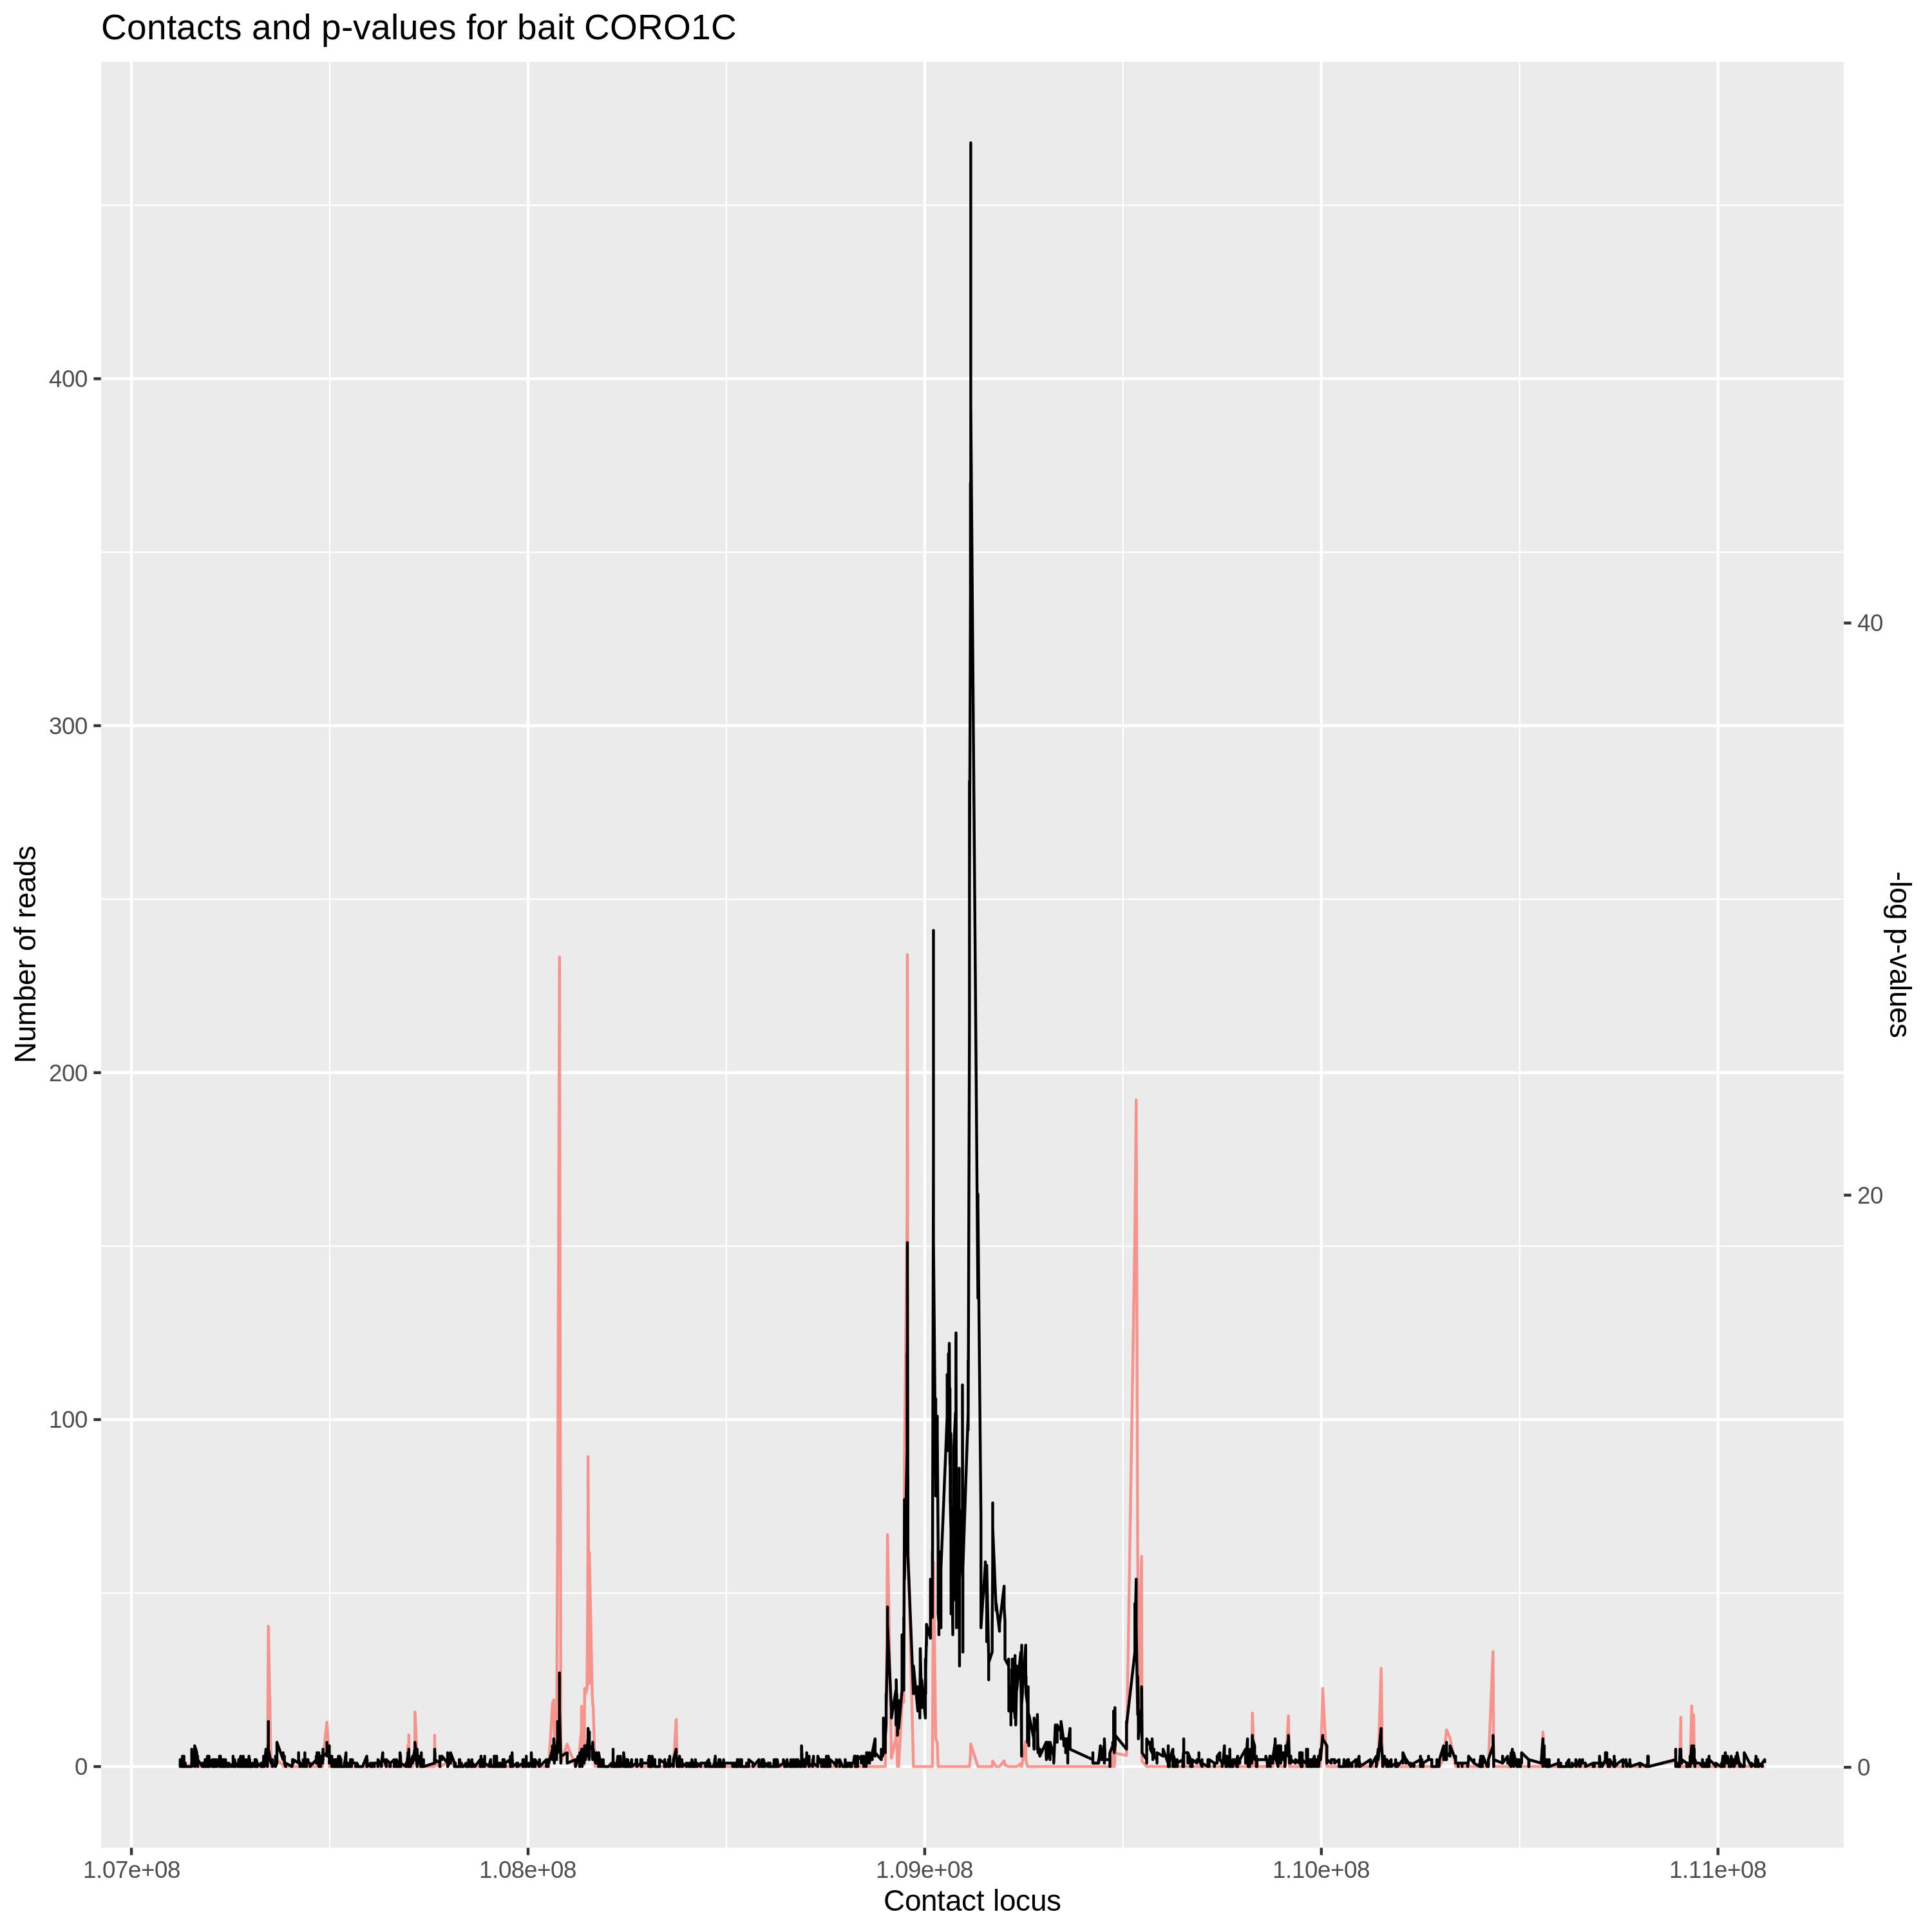 Contacts and p-values for bait CORO1C
Number of reads
400
300
200
100
0
40
20
0
-log p-values
1.07e+08
1.08e+08
1.09e+08
1.10e+08
1.11e+08
Contact locus